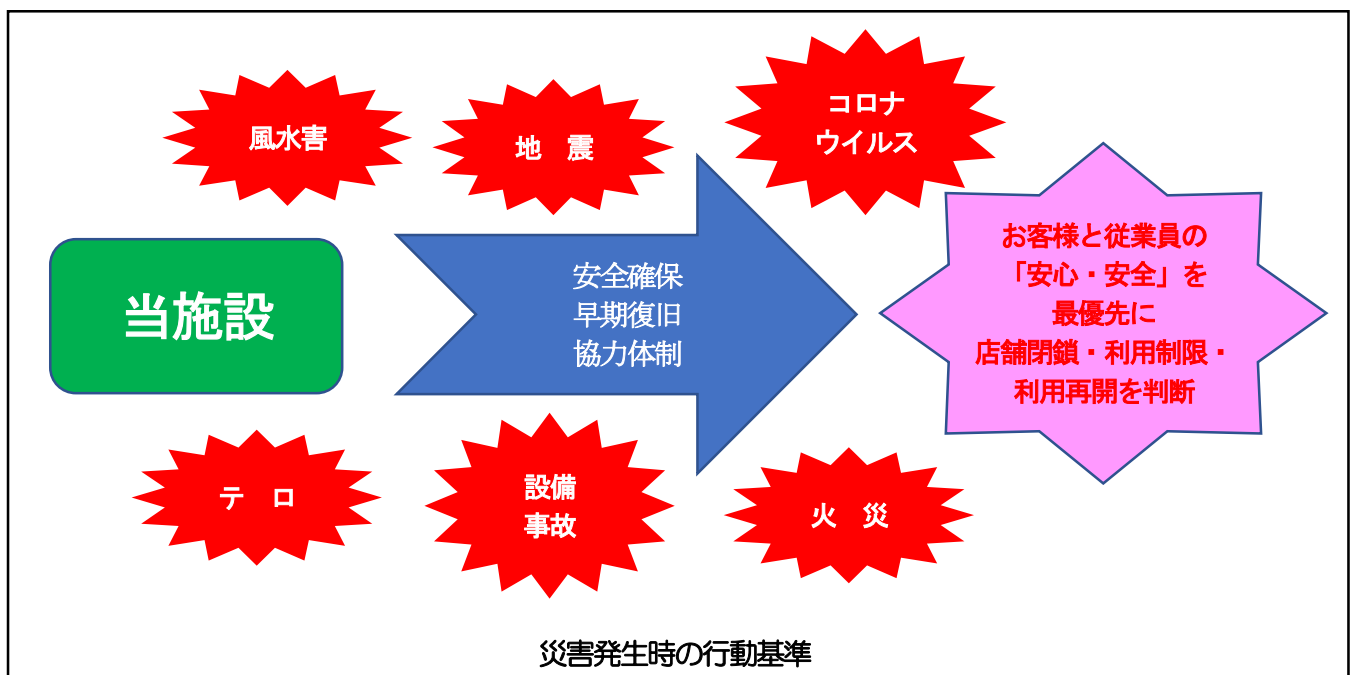 風水害
地　震
コロナ
ウイルス
当施設
安全確保
早期復旧
協力体制
お客様と従業員の
「安心・安全」を
最優先に
店舗閉鎖・利用制限・
利用再開を判断
テ　ロ
設備
事故
火　災
災害発生時の行動基準